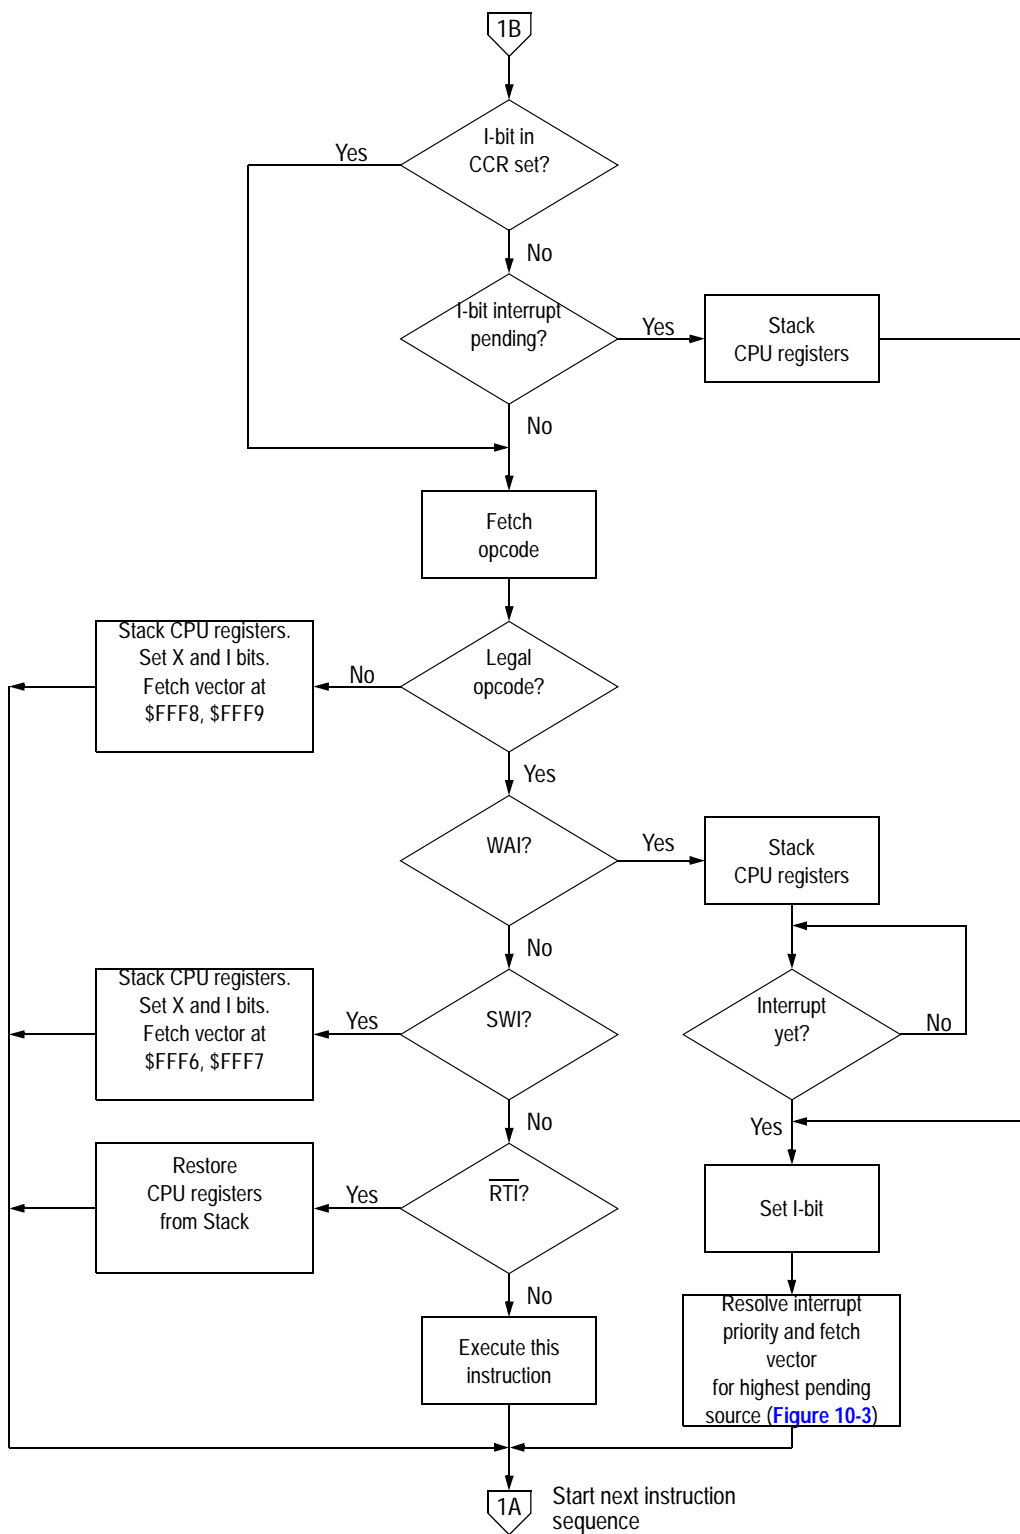 1B
I-bit in
CCR set?
Yes
No
I-bit interrupt
pending?
Yes
Stack
CPU registers
No
Fetch
opcode
Stack CPU registers.
Set X and I bits.
Fetch vector at
$FFF8, $FFF9
No
Legal
opcode?
Yes
WAI?
Yes
Stack
CPU registers
No
Stack CPU registers.
Set X and I bits.
Fetch vector at
$FFF6, $FFF7
Yes
SWI?
Interrupt
yet?
No
No
Yes
Restore
CPU registers
from Stack
Yes
RTI?
Set I-bit
No
Execute this
instruction
Resolve interrupt
priority and fetch
vector
for highest pending
source (Figure 10-3)
1A
Start next instruction
sequence